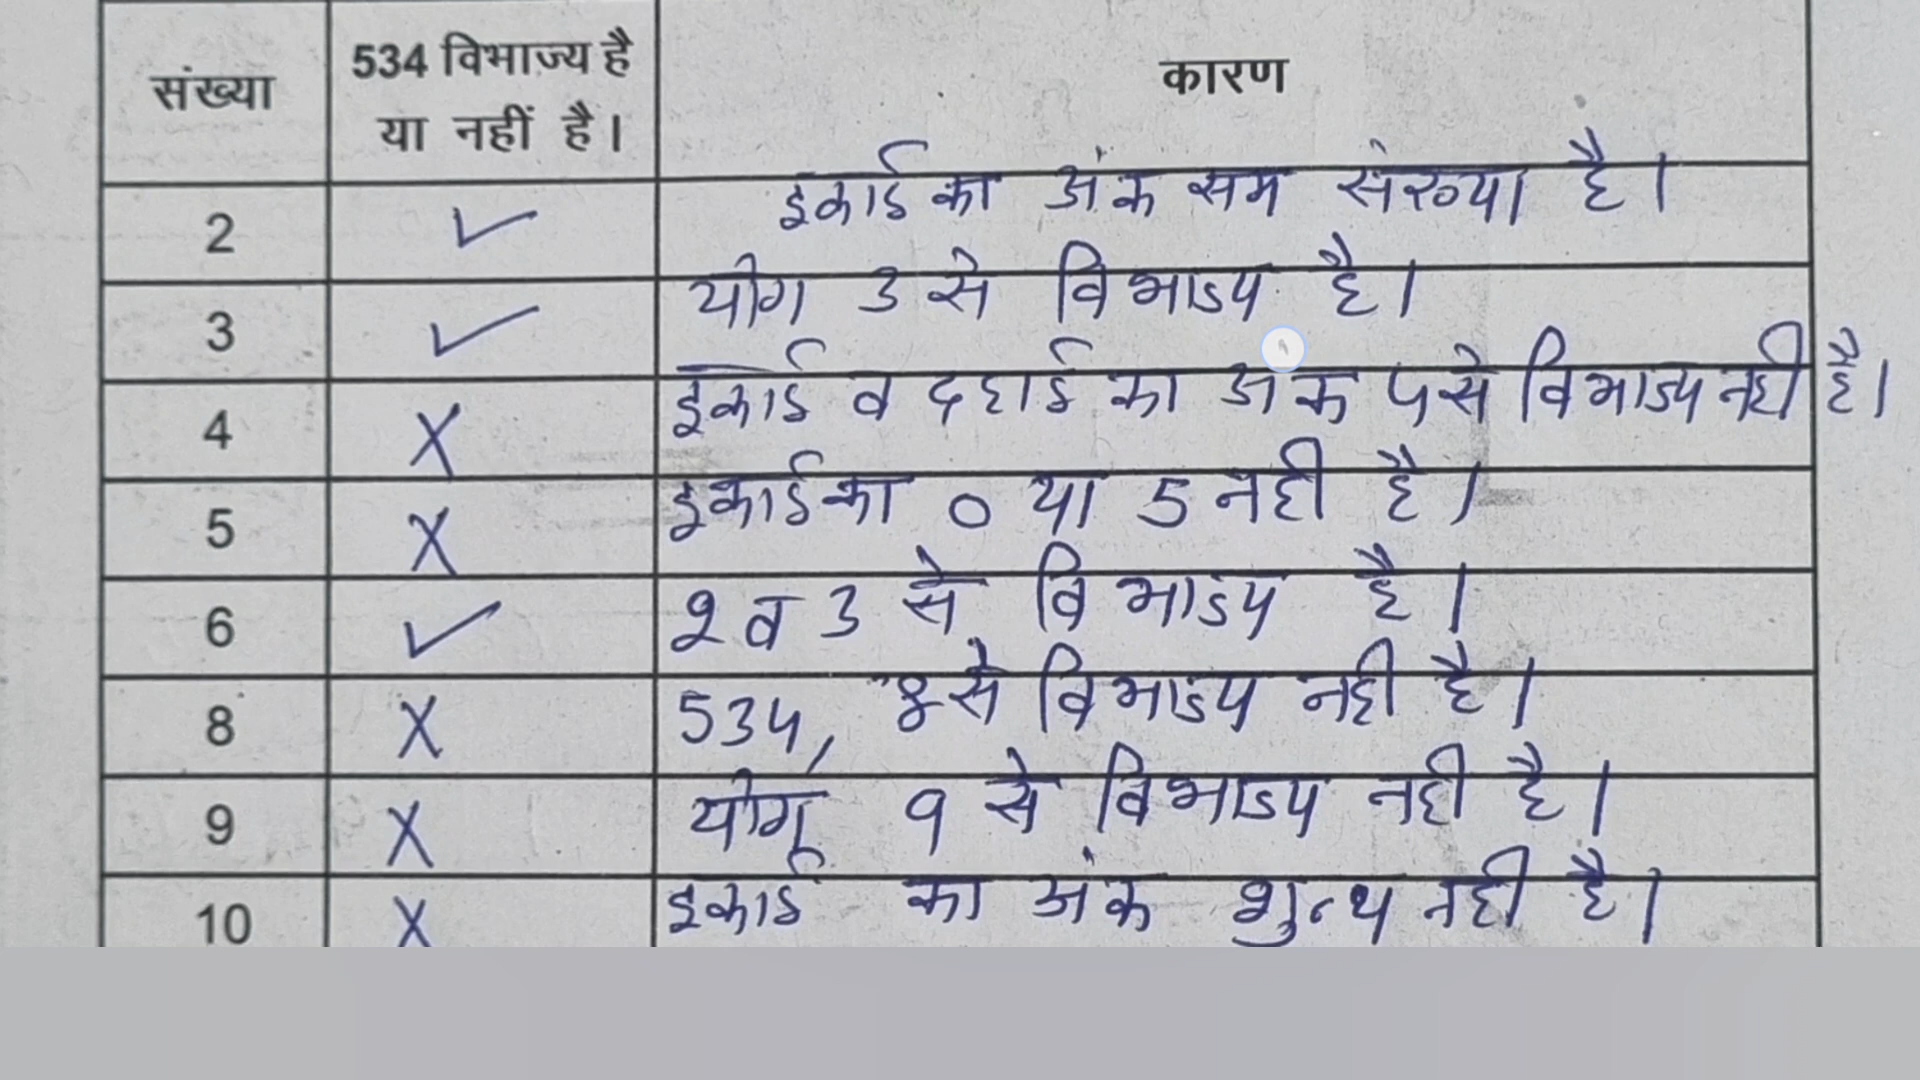 संख्या 534 विभाज्य है या नहीं है। कारण
2 ✓ इकाई का अंक सम संख्या है।
3 ✓ योग 3 से विभाज्य है।
4 X इकाई व दहाई का अंक 4 से विभाज्य नही है।
5 X इकाई का 0 या 5 नही है।
6 ✓ 2 व 3 से विभाज्य है।
8 X 534, 8 से विभाज्य नही है।
9 X योग 9 से विभाज्य नही है।
10 X इकाई का अंक शुन्य नही है।